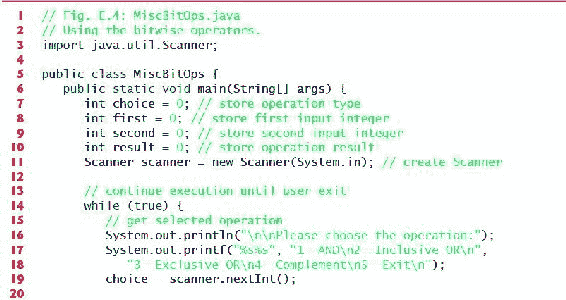 1 // Fig. E.4: MiscBitOps.java
2 // Using the bitwise operators.
3 import java.util.Scanner;
4
5 public class MiscBitOps {
6 public static void main(String[] args) {
7 int choice = 0; // store operation type
8 int first = 0; // store first input integer
9 int second = 0; // store second input integer
10 int result = 0; // store operation result
11 Scanner scanner = new Scanner(System.in); // create Scanner
12
13 // continue execution until user exit
14 while (true) {
15 // get selected operation
16 System.out.println("\n\nPlease choose the operation:");
17 System.out.printf("%s%s", "1--AND\n2--Inclusive OR\n",
18 "3--Exclusive OR\n4--Complement\n5--Exit\n");
19 choice = scanner.nextInt();
20